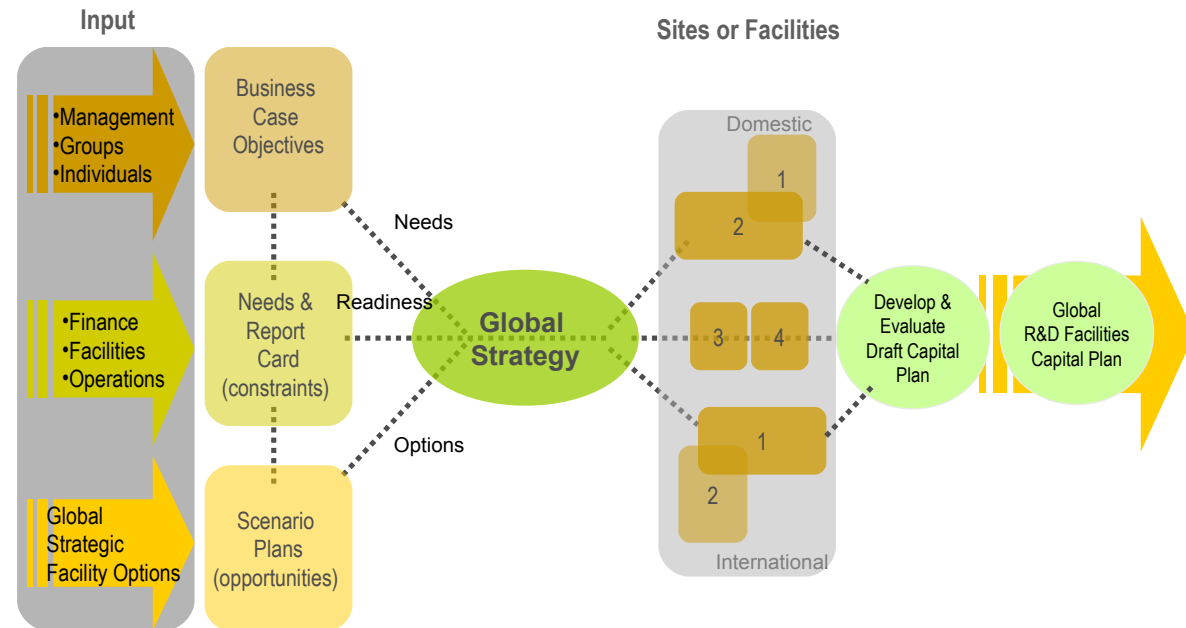 Input
Sites or Facilities
•Management
•Groups
•Individuals
Business
Case
Objectives
•Finance
•Facilities
•Operations
Needs &
Report
Card
(constraints)
Global
Strategic
Facility Options
Scenario
Plans
(opportunities)
Needs
Readiness
Options
Global
Strategy
Domestic
1
2
3
4
1
2
International
Develop &
Evaluate
Draft Capital
Plan
Global
R&D Facilities
Capital Plan